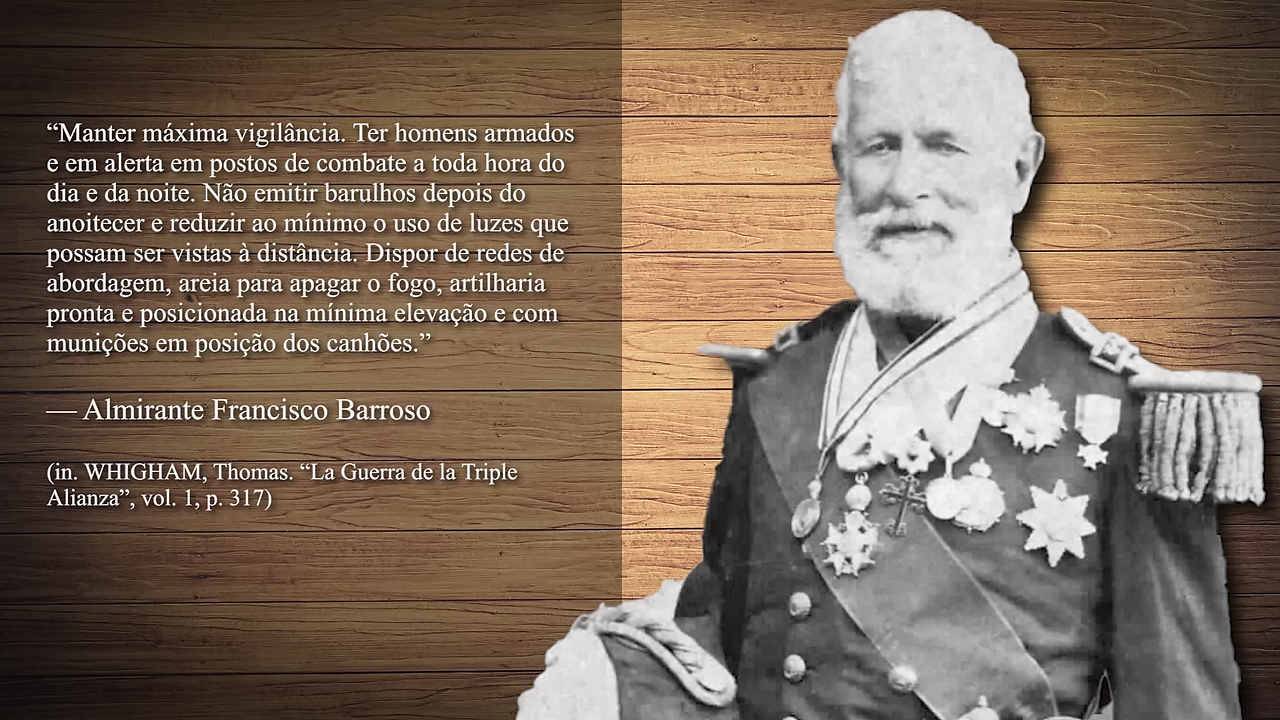 “Manter máxima vigilância. Ter homens armados
e em alerta em postos de combate a toda hora do
dia e da noite. Não emitir barulhos depois do
anoitecer e reduzir ao mínimo o uso de luzes que
possam ser vistas à distância. Dispor de redes de
abordagem, areia para apagar o fogo, artilharia
pronta e posicionada na mínima elevação e com
munições em posição dos canhões.”
— Almirante Francisco Barroso
(in. WHIGHAM, Thomas. “La Guerra de la Triple
Alianza”, vol. 1, p. 317)